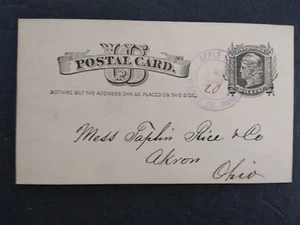 POSTAL CARD.
US
NOTHING BUT THE ADDRESS CAN BE PLACED ON THIS SIDE.
20
Mess Taplin Rice & Co
Akron
Ohio